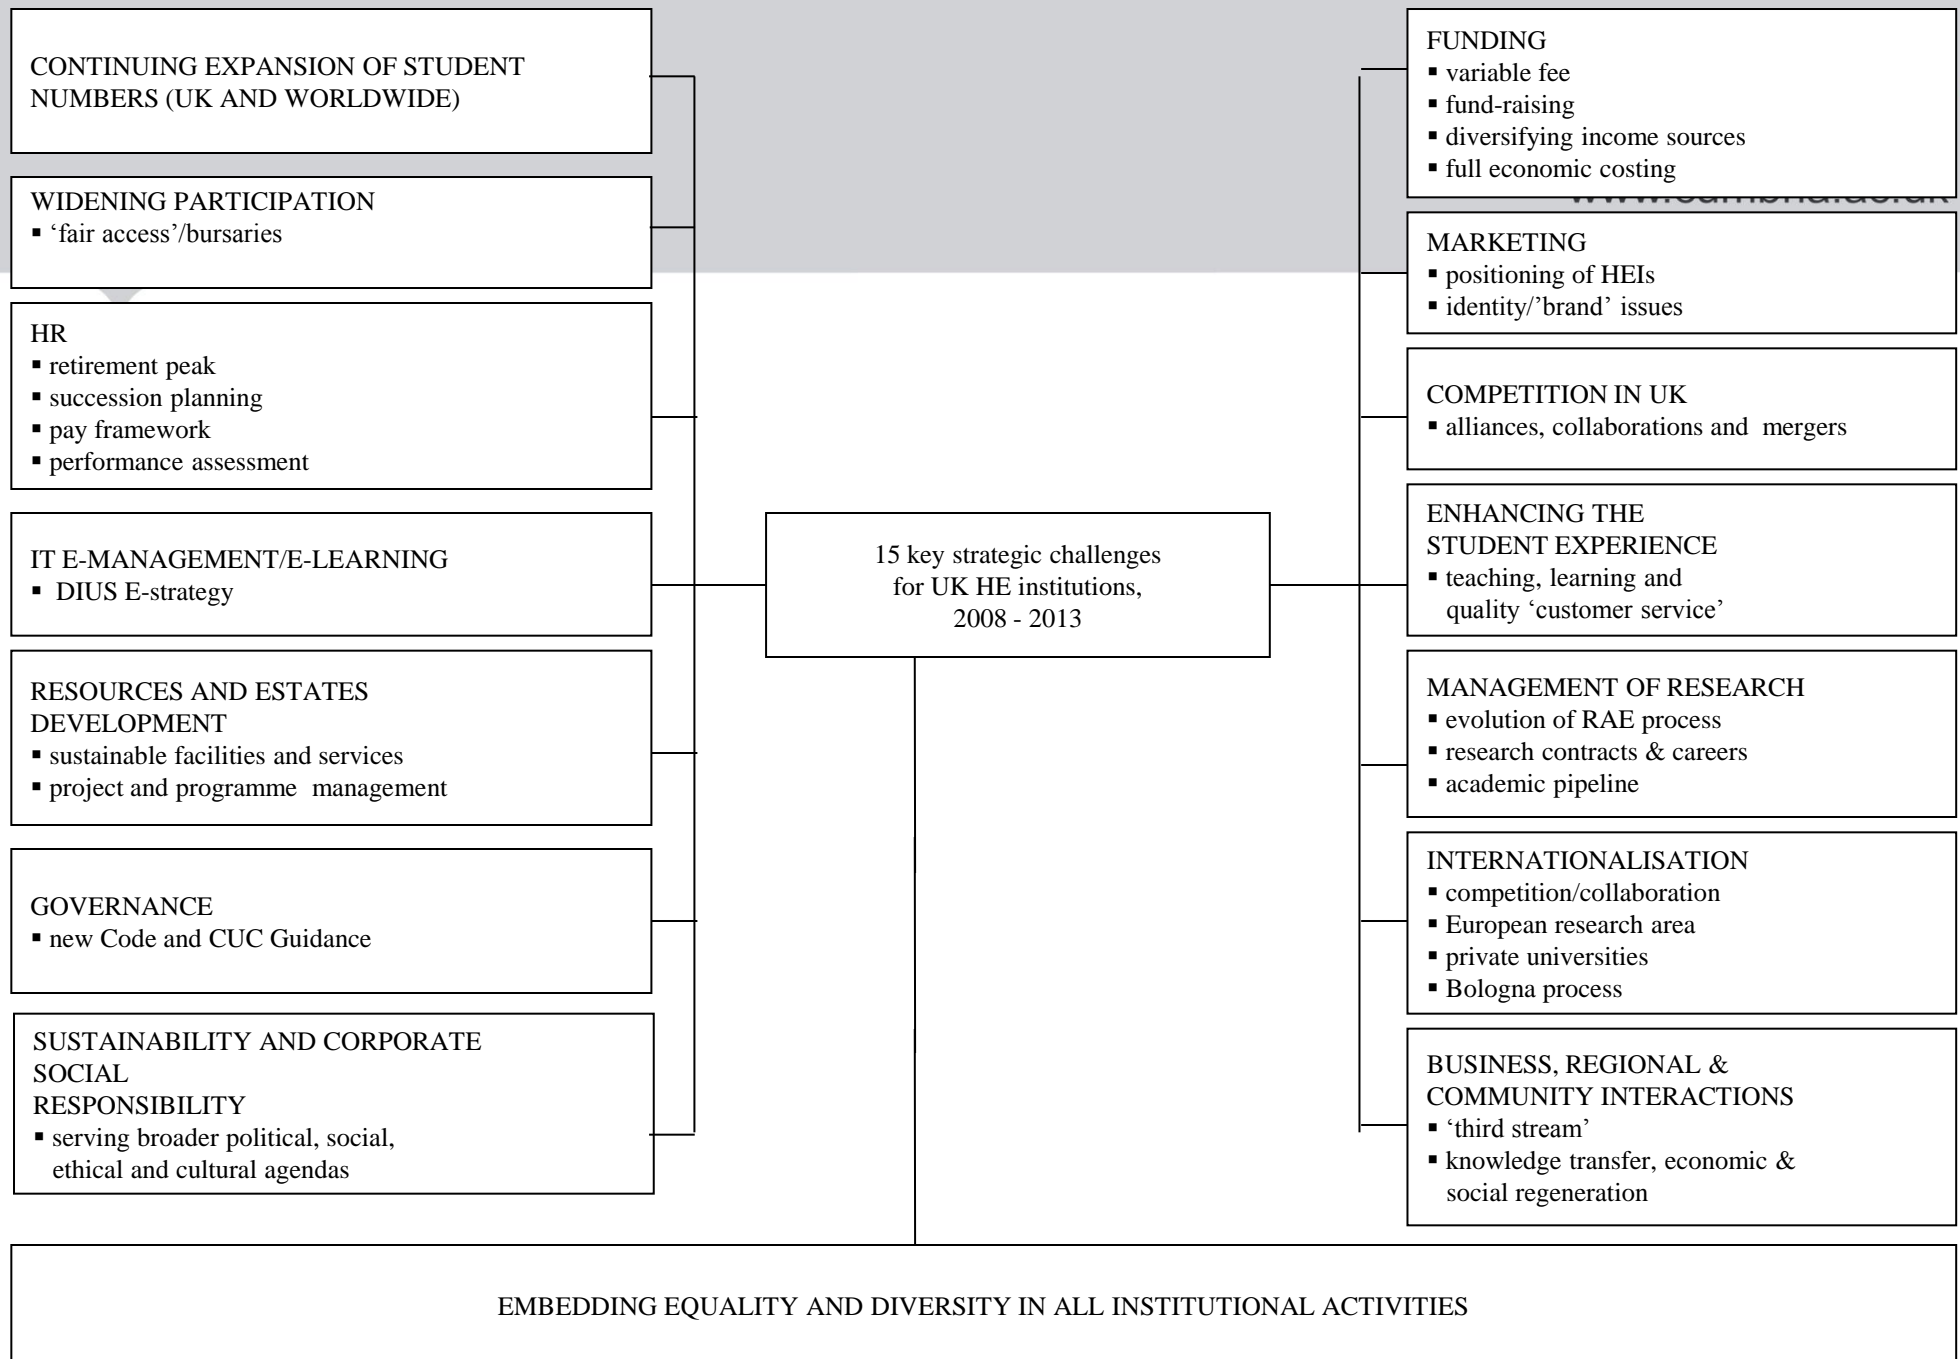 CONTINUING EXPANSION OF STUDENT
NUMBERS (UK AND WORLDWIDE)
WIDENING PARTICIPATION
▪ ‘fair access’/bursaries
HR
▪ retirement peak
▪ succession planning
▪ pay framework
▪ performance assessment
IT E-MANAGEMENT/E-LEARNING
▪ DIUS E-strategy
RESOURCES AND ESTATES
DEVELOPMENT
▪ sustainable facilities and services
▪ project and programme management
GOVERNANCE
▪ new Code and CUC Guidance
SUSTAINABILITY AND CORPORATE
SOCIAL
RESPONSIBILITY
▪ serving broader political, social,
ethical and cultural agendas
15 key strategic challenges
for UK HE institutions,
2008 - 2013
FUNDING
▪ variable fee
▪ fund-raising
▪ diversifying income sources
▪ full economic costing
MARKETING
▪ positioning of HEIs
▪ identity/’brand’ issues
COMPETITION IN UK
▪ alliances, collaborations and mergers
ENHANCING THE
STUDENT EXPERIENCE
▪ teaching, learning and
quality ‘customer service’
MANAGEMENT OF RESEARCH
▪ evolution of RAE process
▪ research contracts & careers
▪ academic pipeline
INTERNATIONALISATION
▪ competition/collaboration
▪ European research area
▪ private universities
▪ Bologna process
BUSINESS, REGIONAL &
COMMUNITY INTERACTIONS
▪ ‘third stream’
▪ knowledge transfer, economic &
social regeneration
EMBEDDING EQUALITY AND DIVERSITY IN ALL INSTITUTIONAL ACTIVITIES